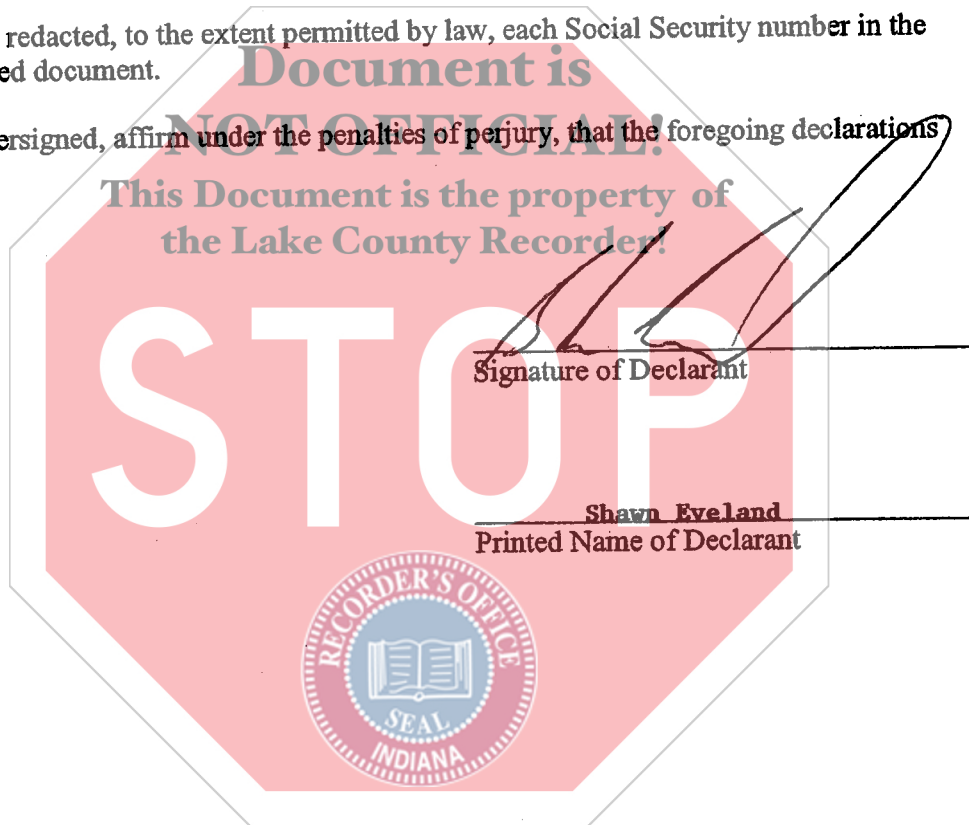 redacted, to the extent permitted by law, each Social Security number in the
Document is
ed document.
NOT OFFICIAL!
ersigned, affirm under the penalties of perjury, that the foregoing declarations
This Document is the property of
the Lake County Recorder!
STOP
Signature of Declarant
Shawn Eveland
Printed Name of Declarant
RECORDER'S OFFICE
SEAL
INDIANA